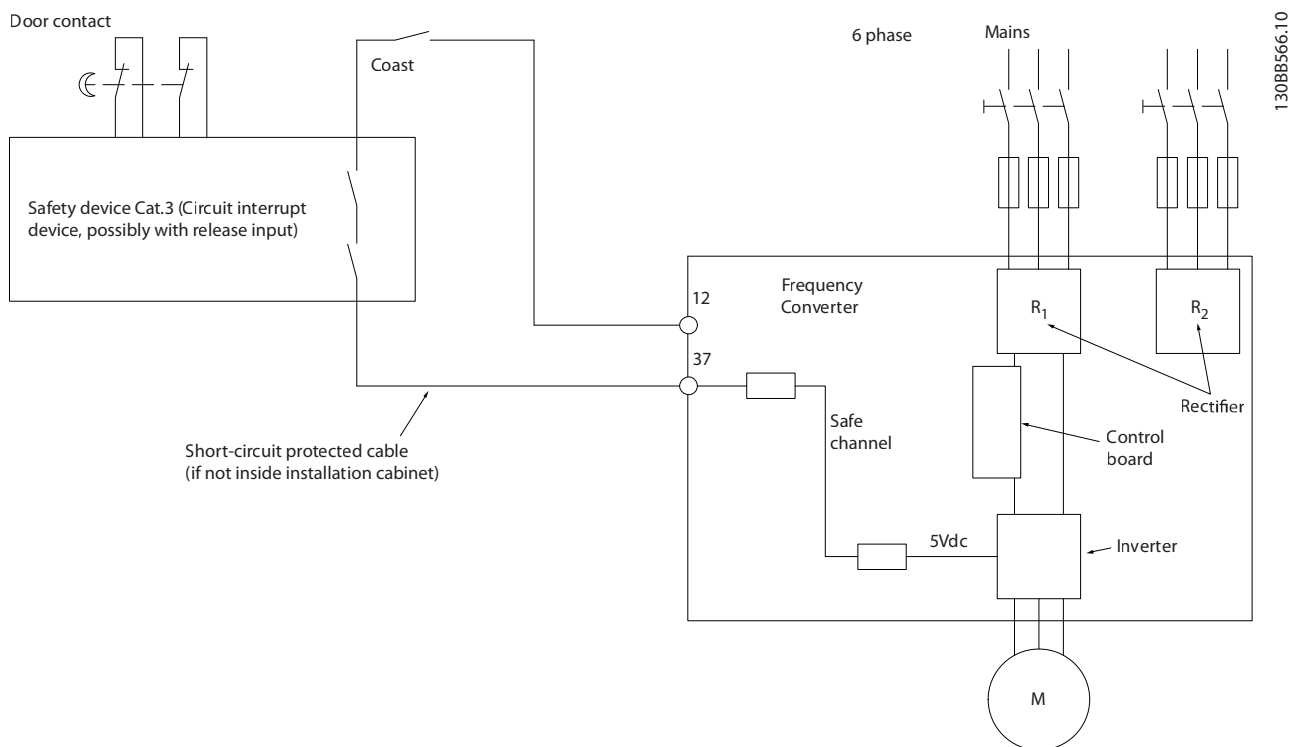 Door contact
Coast
6 phase
Mains
130BB566.10
Safety device Cat.3 (Circuit interrupt
device, possibly with release input)
12
Frequency
Converter
R1
R2
37
Rectifier
Safe
channel
Control
board
Short-circuit protected cable
(if not inside installation cabinet)
5Vdc
Inverter
M